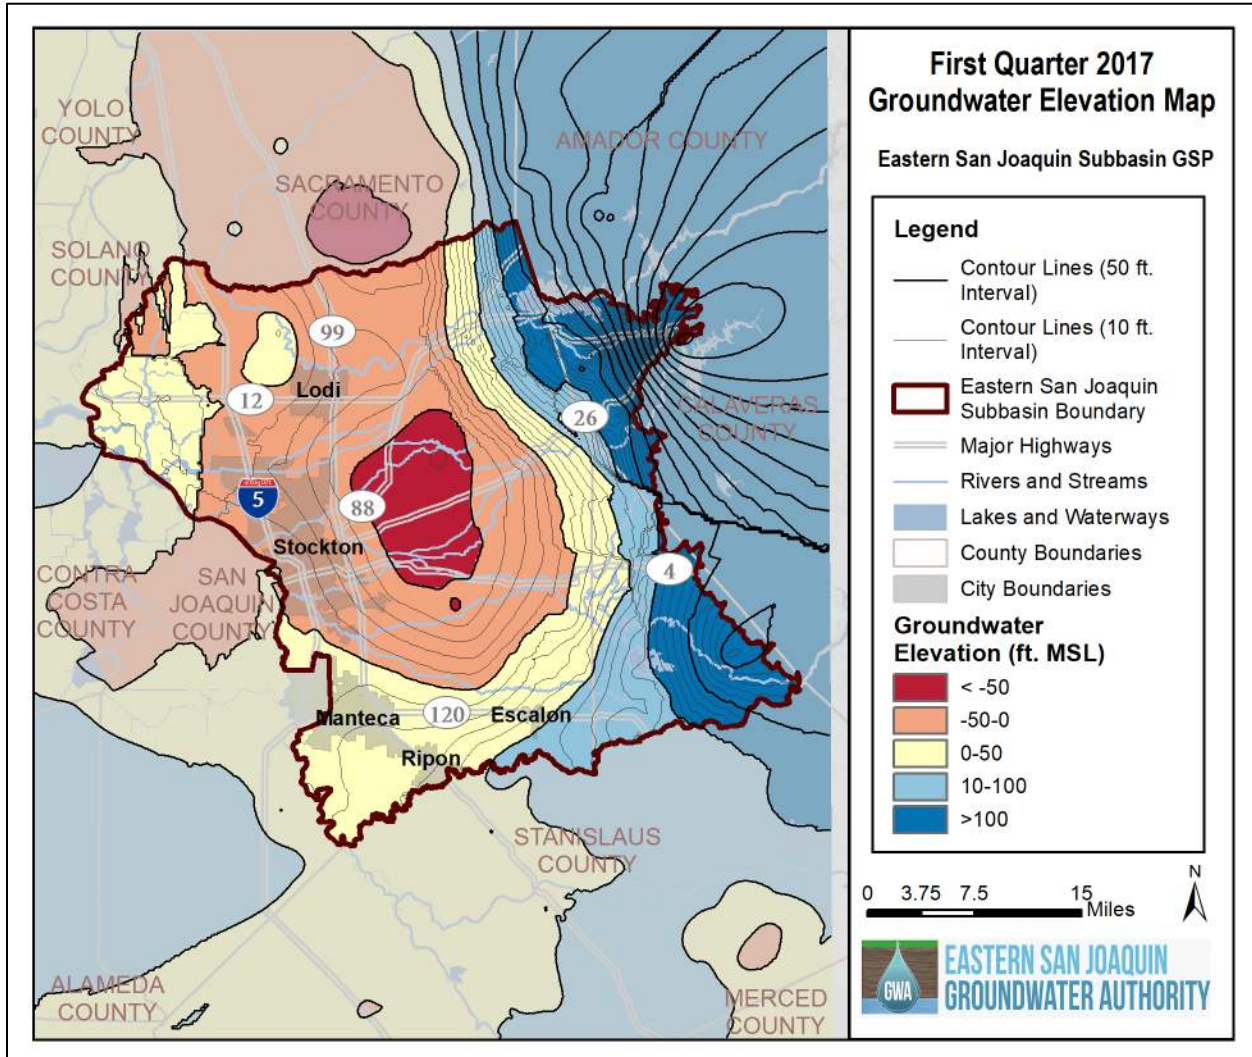 First Quarter 2017
Groundwater Elevation Map
Eastern San Joaquin Subbasin GSP
Legend
Contour Lines (50 ft.
Interval)
Contour Lines (10 ft.
Interval)
Eastern San Joaquin
Subbasin Boundary
Major Highways
Rivers and Streams
Lakes and Waterways
County Boundaries
City Boundaries
Groundwater
Elevation (ft. MSL)
< -50
-50-0
0-50
10-100
>100
N
0 3.75 7.5 15
Miles
GWA
EASTERN SAN JOAQUIN
GROUNDWATER AUTHORITY
YOLO
COUNTY
AMADOR COUNTY
SACRAMENTO
COUNTY
SOLANO
COUNTY
99
Lodi
12
26
CALAVERAS
COUNTY
5
88
Stockton
4
CONTRA
COSTA
COUNTY
SAN
JOAQUIN
COUNTY
Manteca
120
Escalon
Ripon
STANISLAUS
COUNTY
ALAMEDA
COUNTY
MERCED
COUNTY